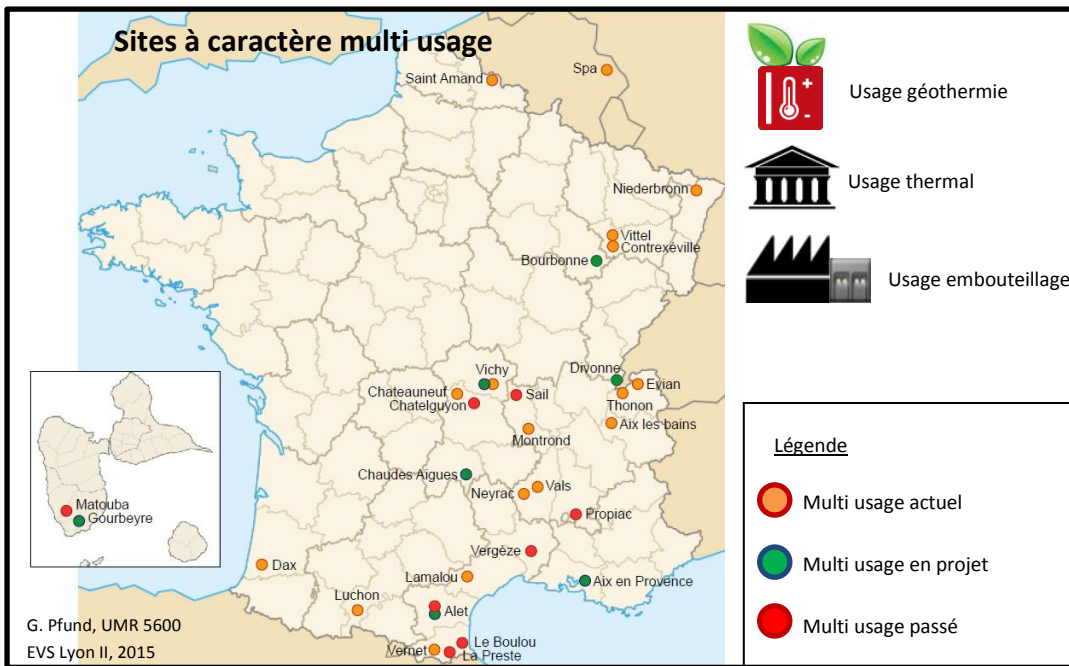 Sites à caractère multi usage
Saint Amand
Spa
Niederbronn
Vittel
Contrexéville
Bourbonne
Vichy
Divonne
Evian
Chateauneuf
Sail
Thonon
Chatelguyon
Aix les bains
Montrond
Chaudes Aigues
Vals
Neyrac
Propiac
Matouba
Gourbeyre
Vergèze
Dax
Lamalou
Aix en Provence
Luchon
Alet
Le Boulou
Vernet
La Preste
G. Pfund, UMR 5600
EVS Lyon II, 2015
Usage géothermie
Usage thermal
Usage embouteillage
Légende
Multi usage actuel
Multi usage en projet
Multi usage passé